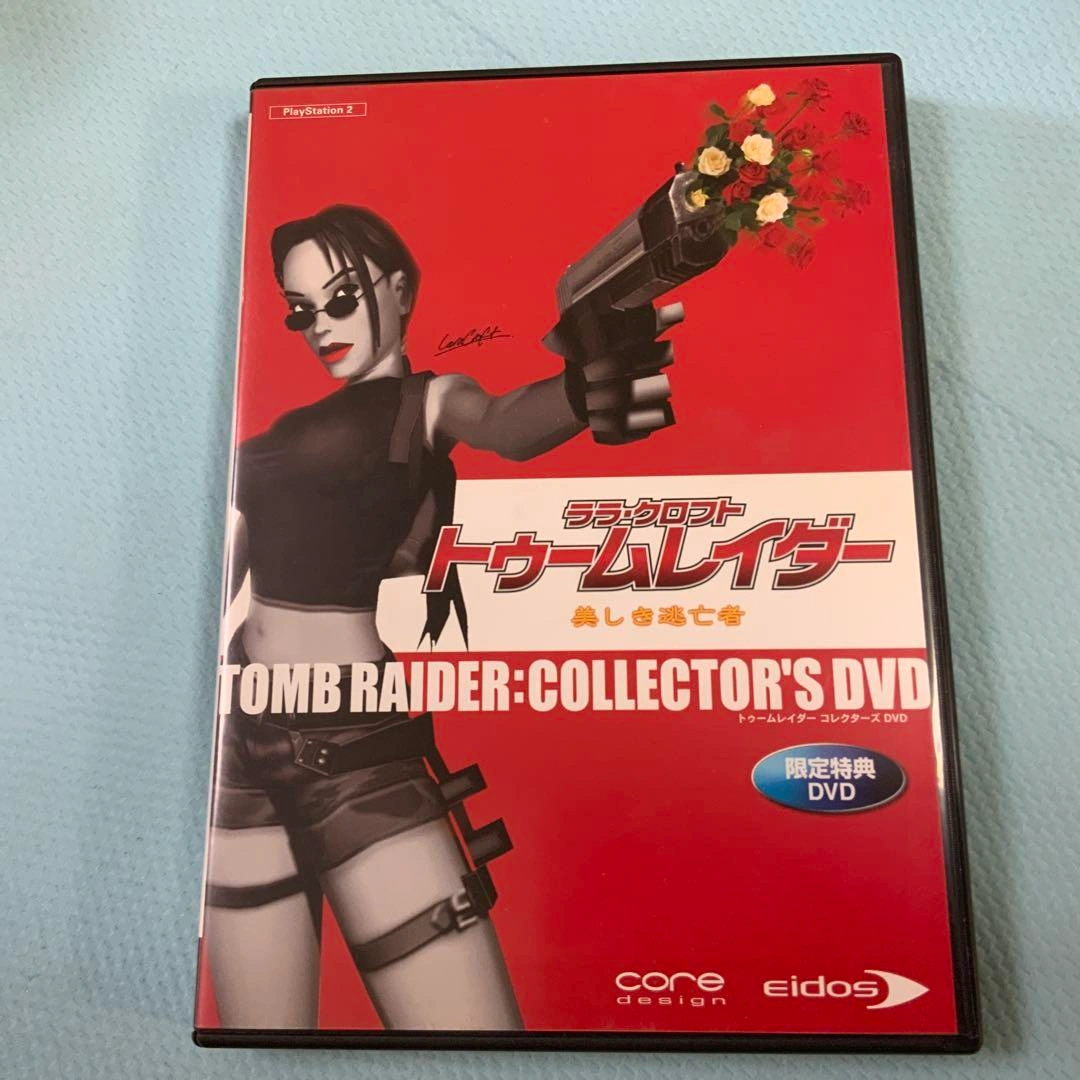 PlayStation 2
Lara Croft
ララ・クロフト
トゥームレイダー
美しき逃亡者
TOMB RAIDER:COLLECTOR'S DVD
トゥームレイダー コレクターズ DVD
限定特典
DVD
core
design
eidos